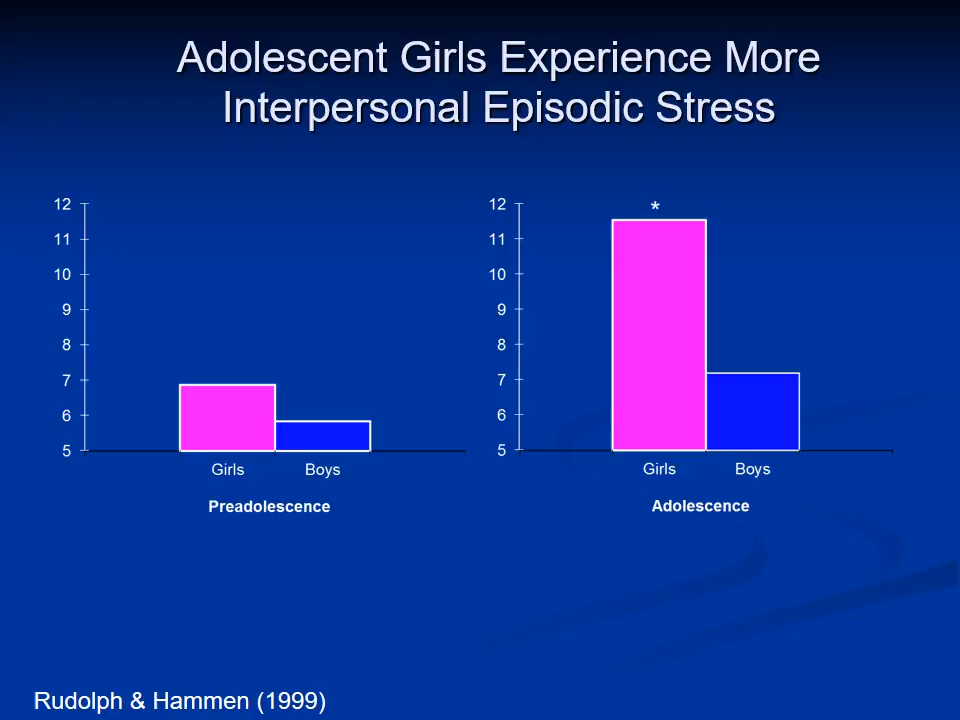 Adolescent Girls Experience More
Interpersonal Episodic Stress
12
11
10
9
8
7
6
5
Girls Boys
Preadolescence
12
11
10
9
8
7
6
5
*
Girls Boys
Adolescence
Rudolph & Hammen (1999)